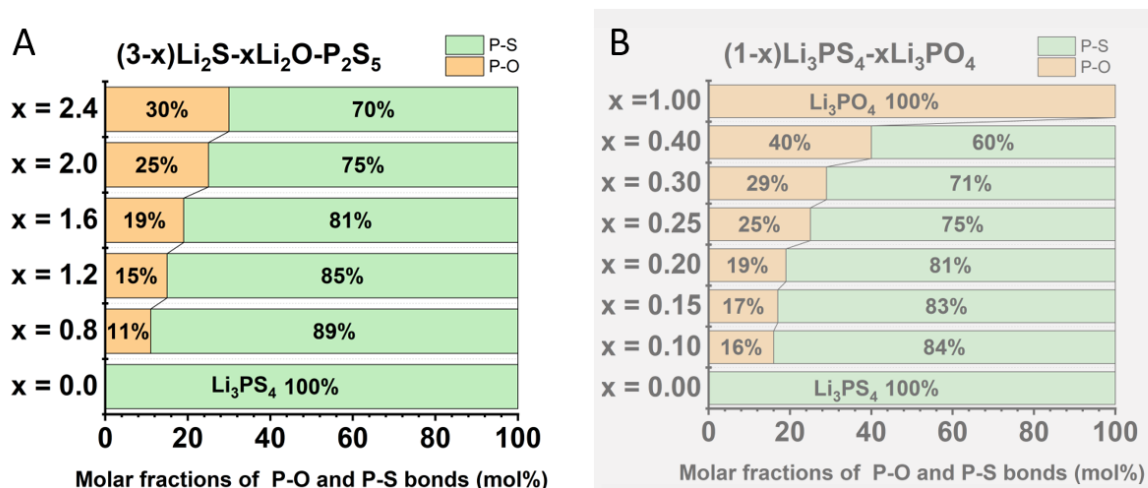 A
(3-x)Li₂S-xLi₂O-P₂S₅
P-S
P-O
x = 2.4
30%
70%
x = 2.0
25%
75%
x = 1.6
19%
81%
x = 1.2
15%
85%
x = 0.8
11%
89%
x = 0.0
Li₃PS₄ 100%
0
20
40
60
80
100
Molar fractions of P-O and P-S bonds (mol%)
B
(1-x)Li₃PS₄-xLi₃PO₄
P-S
P-O
x =1.00
Li₃PO₄ 100%
x = 0.40
40%
60%
x = 0.30
29%
71%
x = 0.25
25%
75%
x = 0.20
19%
81%
x = 0.15
17%
83%
x = 0.10
16%
84%
x = 0.00
Li₃PS₄ 100%
0
20
40
60
80
100
Molar fractions of P-O and P-S bonds (mol%)